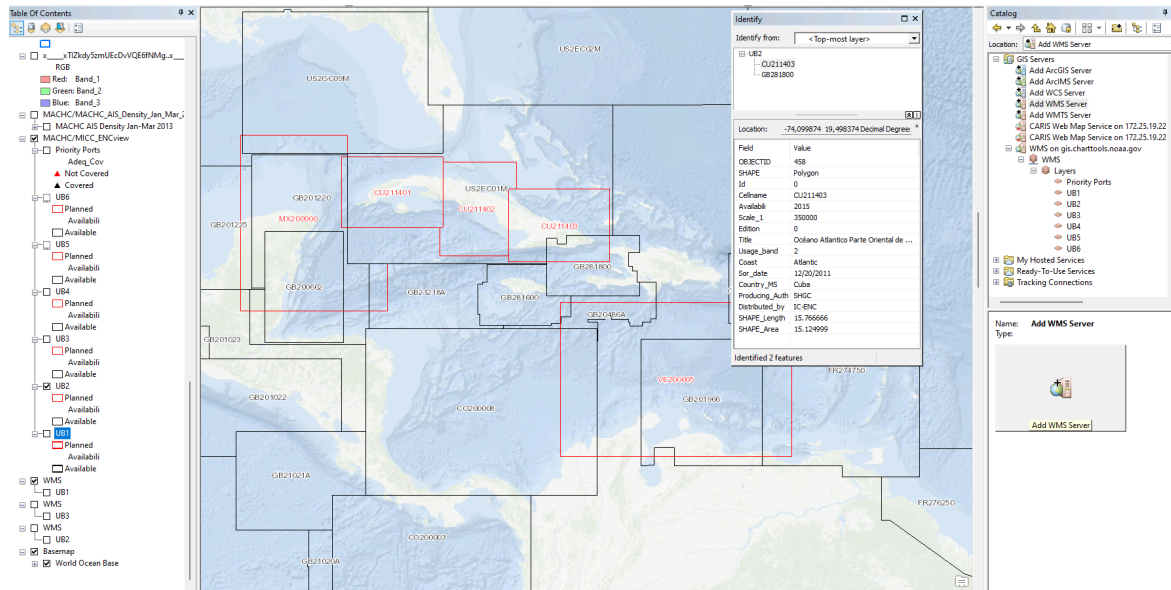 Table Of Contents
x____xTlZkdy5zmUEcDvVQE6fNMg..x___
RGB
Red: Band_1
Green: Band_2
Blue: Band_3
MACHC/MACHC_AIS_Density_Jan_Mar_2
MACHC AIS Density Jan-Mar 2013
MACHC/MICC_ENCview
Priority Ports
Adeq_Cov
Not Covered
Covered
UB6
Planned
Availabili
Available
UB5
Planned
Availabili
Available
UB4
Planned
Availabili
Available
UB3
Planned
Availabili
Available
UB2
Planned
Availabili
Available
UB1
Planned
Availabili
Available
WMS
UB1
WMS
UB3
WMS
UB2
Basemap
World Ocean Base
US2EC02M
US2GC09M
CU211401
US2EC01M
GB201220
CU211402
MX200900
GB201225
CU211403
GB281800
GB200662
GB21218A
GB281600
GB20486A
GB201023
VE200005
FR274750
GB201022
CO200008
GB201966
GB21021A
FR276250
CO200003
GB21020A
Identify
Identify from: <Top-most layer>
UB2
CU211403
GB281800
Location: -74,099874 19,498374 Decimal Degrees
Field Value
OBJECTID 458
SHAPE Polygon
Id 0
Cellname CU211403
Availabili 2015
Scale_1 350000
Edition 0
Title Océano Atlantico Parte Oriental de ...
Usage_band 2
Coast Atlantic
Sor_date 12/20/2011
Country_MS Cuba
Producing_Auth SHGC
Distributed_by IC-ENC
SHAPE_Length 15.766666
SHAPE_Area 15.124999
Identified 2 features
Catalog
Location: Add WMS Server
GIS Servers
Add ArcGIS Server
Add ArcIMS Server
Add WCS Server
Add WMS Server
Add WMTS Server
CARIS Web Map Service on 172.25.19.22
CARIS Web Map Service on 172.25.19.22
WMS on gis.charttools.noaa.gov
WMS
Layers
Priority Ports
UB1
UB2
UB3
UB4
UB5
UB6
My Hosted Services
Ready-To-Use Services
Tracking Connections
Name: Add WMS Server
Type:
Add WMS Server